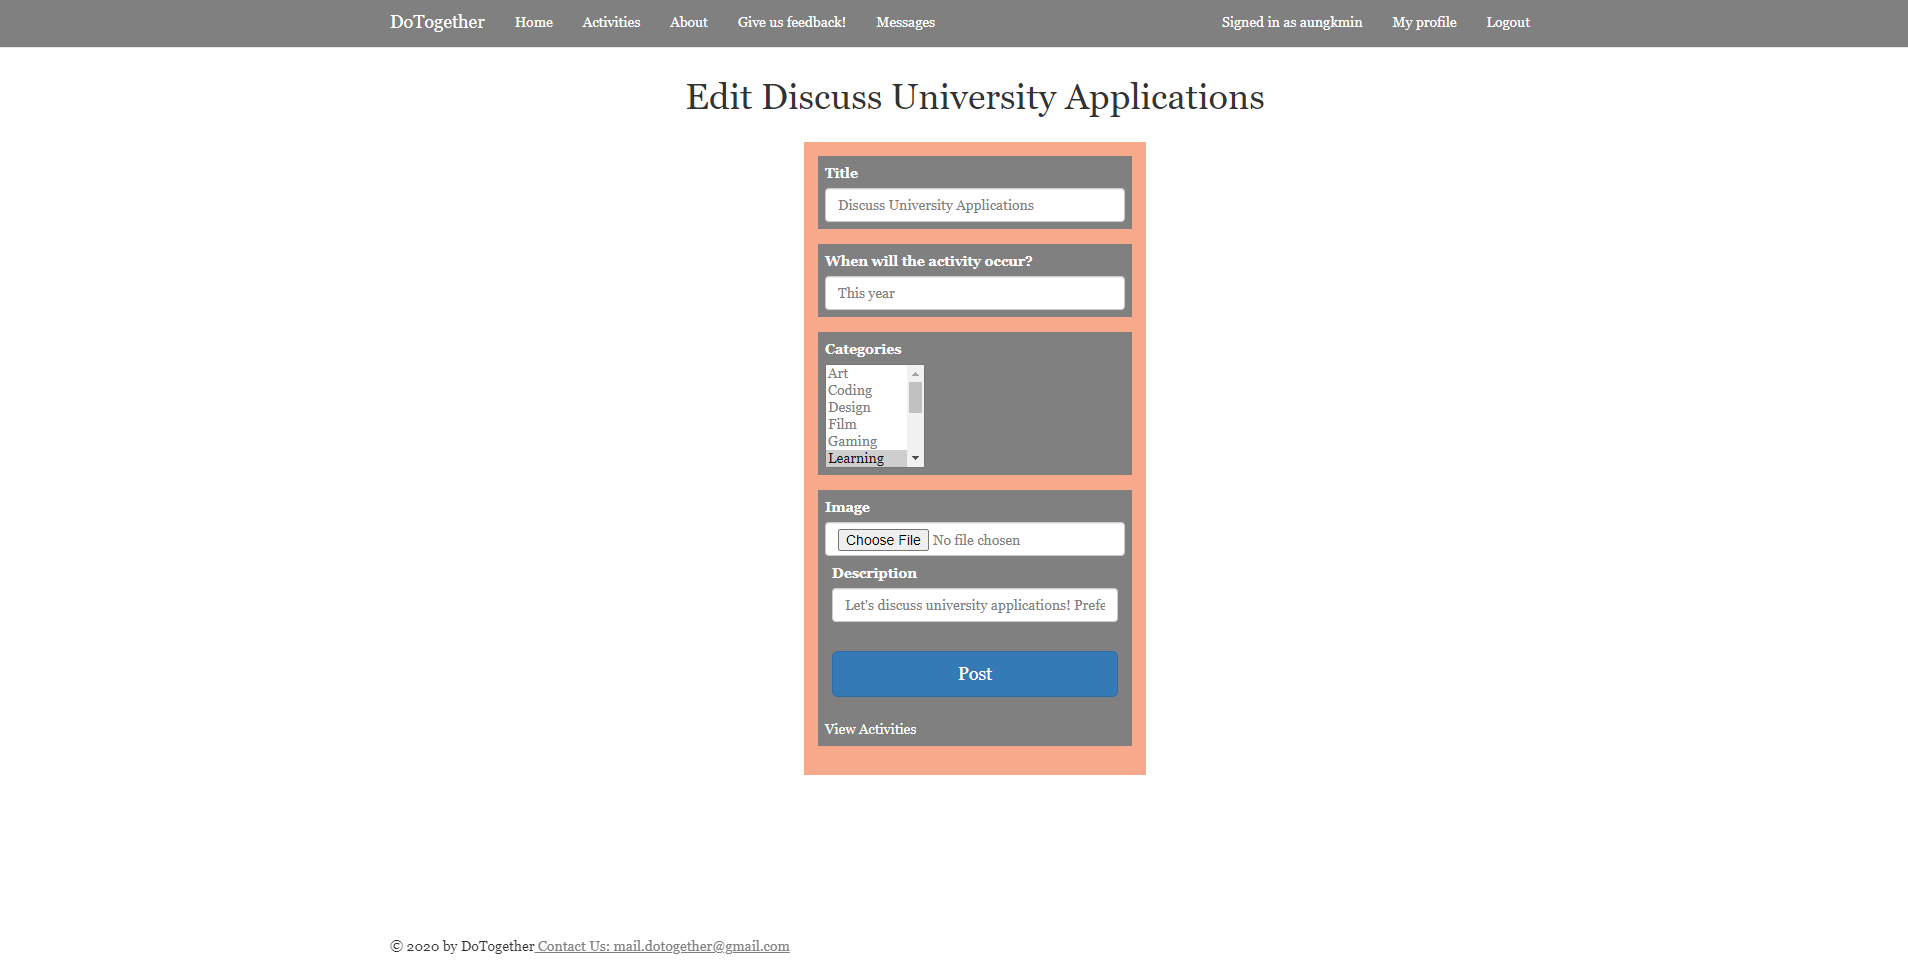 DoTogether Home Activities About Give us feedback! Messages Signed in as aungkmin My profile Logout
Edit Discuss University Applications
Title
Discuss University Applications
When will the activity occur?
This year
Categories
Art
Coding
Design
Film
Gaming
Learning
Image
Choose File No file chosen
Description
Let's discuss university applications! Prefe
Post
View Activities
© 2020 by DoTogether Contact Us: mail.dotogether@gmail.com